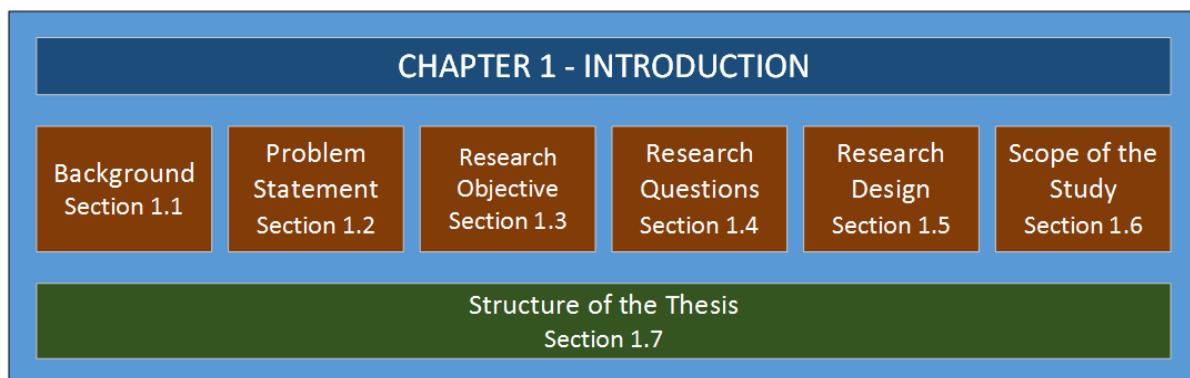 CHAPTER 1 - INTRODUCTION
Background
Section 1.1
Problem
Statement
Section 1.2
Research
Objective
Section 1.3
Research
Questions
Section 1.4
Research
Design
Section 1.5
Scope of the
Study
Section 1.6
Structure of the Thesis
Section 1.7